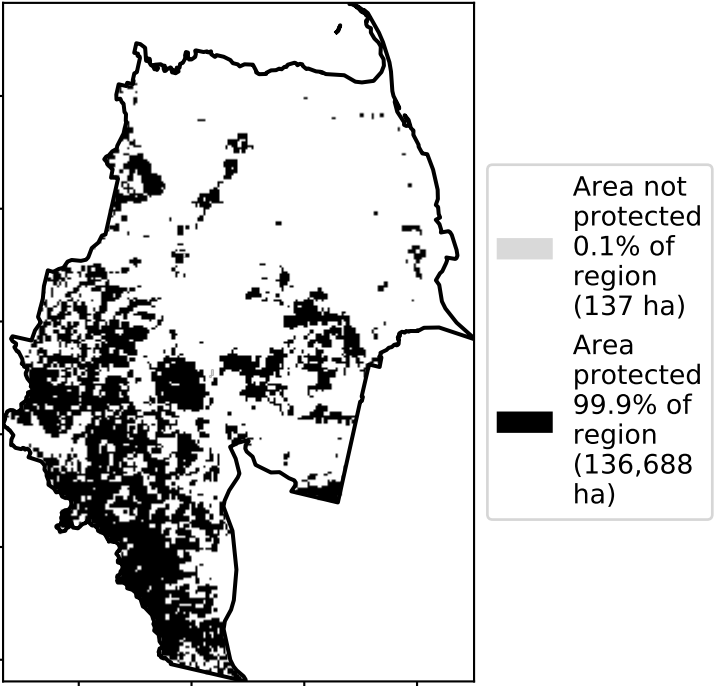 Area not
protected
0.1% of
region
(137 ha)
Area
protected
99.9% of
region
(136,688
ha)